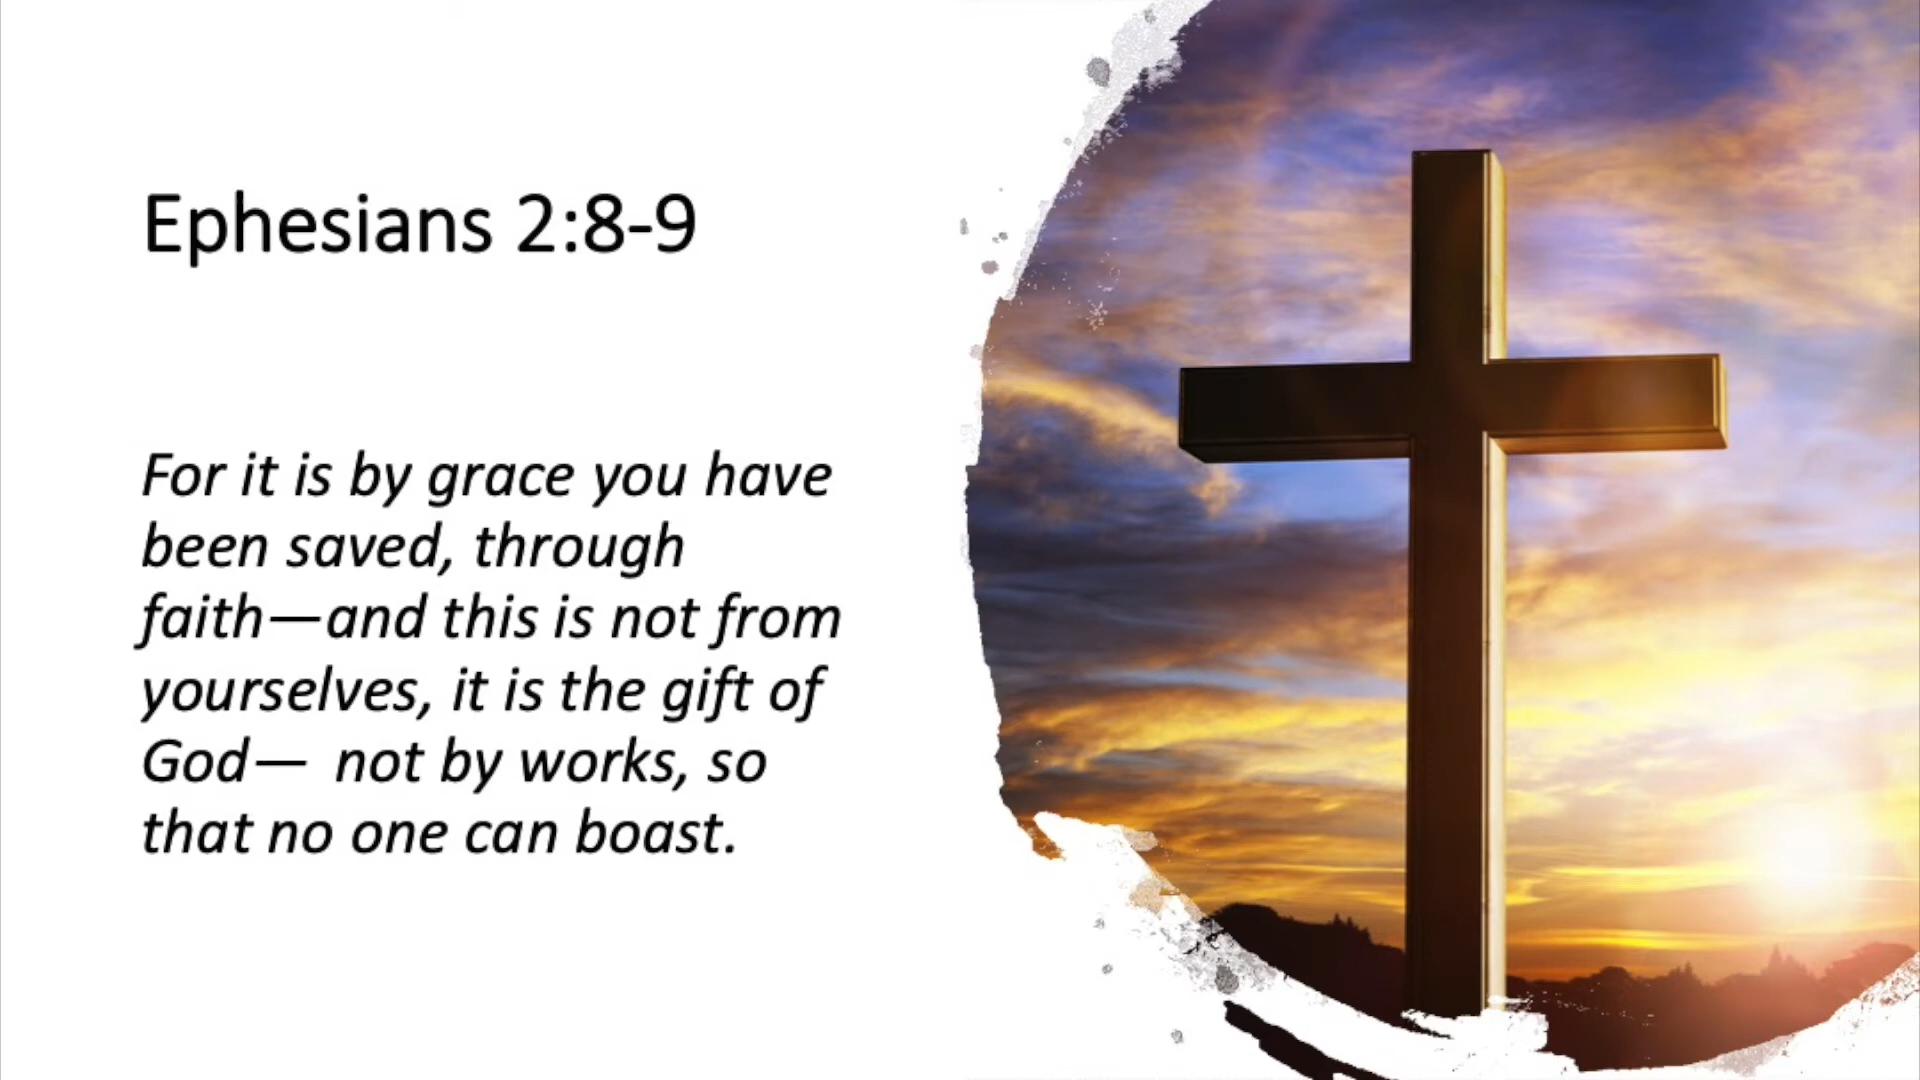 Ephesians 2:8-9
For it is by grace you have
been saved, through
faith—and this is not from
yourselves, it is the gift of
God— not by works, so
that no one can boast.